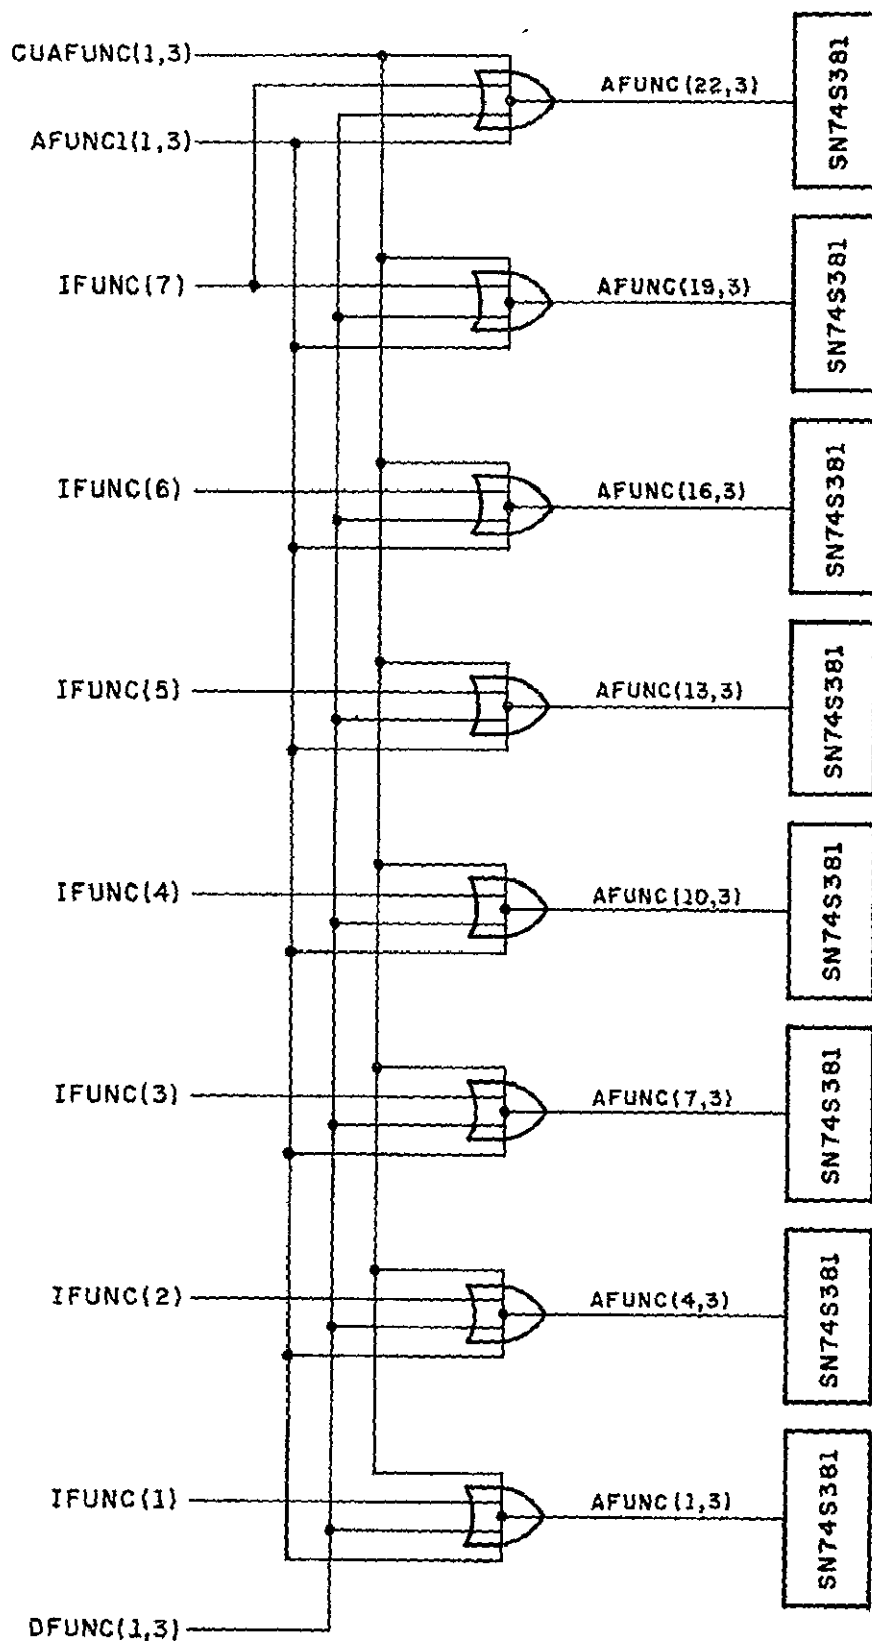 CUAFUNC(1,3)
AFUNC(22,3)
SN74S381
AFUNC1(1,3)
IFUNC(7)
AFUNC(19,3)
SN74S381
IFUNC(6)
AFUNC(16,3)
SN74S381
IFUNC(5)
AFUNC(13,3)
SN74S381
IFUNC(4)
AFUNC(10,3)
SN74S381
IFUNC(3)
AFUNC(7,3)
SN74S381
IFUNC(2)
AFUNC(4,3)
SN74S381
IFUNC(1)
AFUNC(1,3)
SN74S381
DFUNC(1,3)